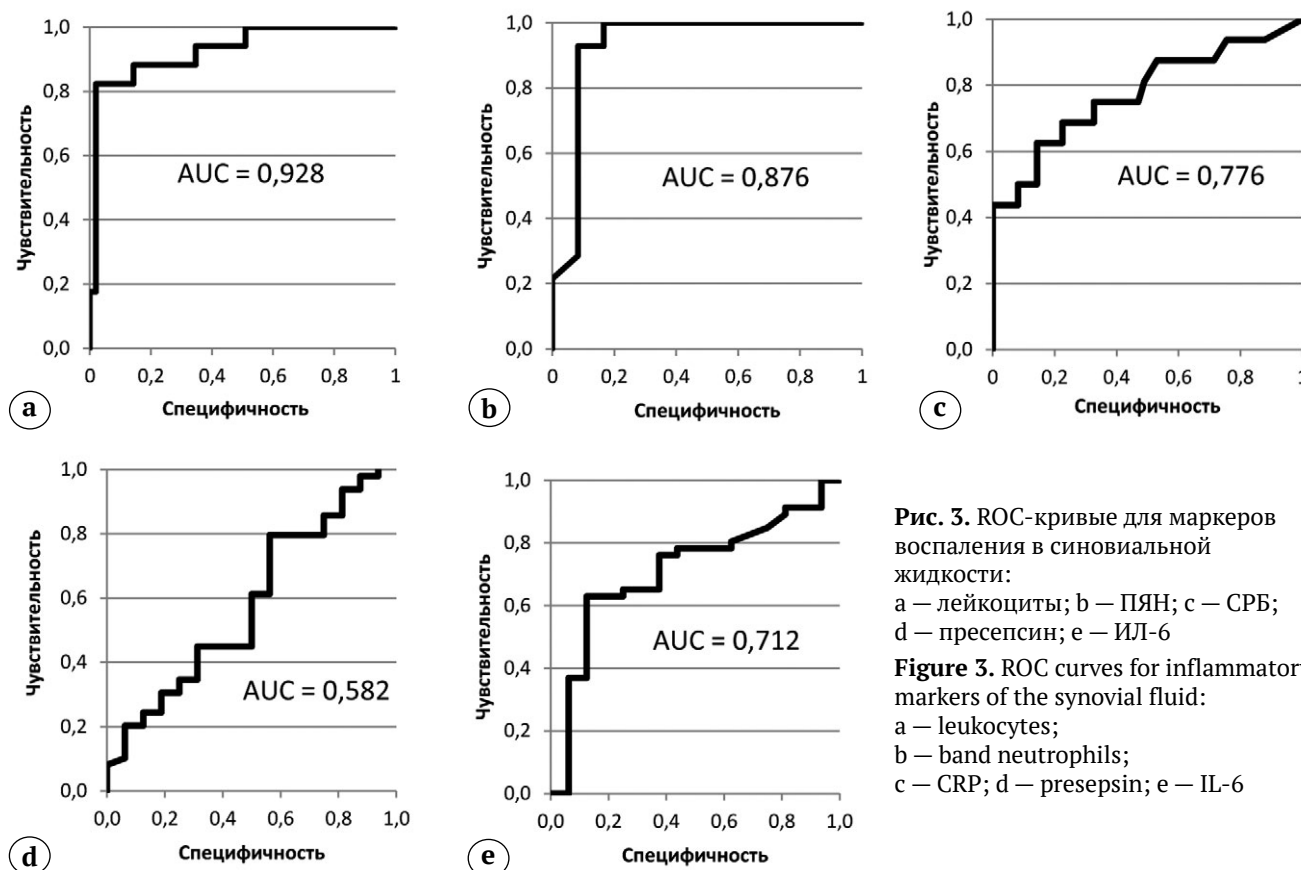 1,0
0,8
0,6
0,4
0,2
0,0
Чувствительность
AUC = 0,928
0 0,2 0,4 0,6 0,8 1
Специфичность
a
1,0
0,8
0,6
0,4
0,2
0,0
Чувствительность
AUC = 0,876
0 0,2 0,4 0,6 0,8 1
Специфичность
b
1,0
0,8
0,6
0,4
0,2
0,0
Чувствительность
AUC = 0,776
0 0,2 0,4 0,6 0,8 1
Специфичность
c
1,0
0,8
0,6
0,4
0,2
0,0
Чувствительность
AUC = 0,582
0,0 0,2 0,4 0,6 0,8 1,0
Специфичность
d
1,0
0,8
0,6
0,4
0,2
0,0
Чувствительность
AUC = 0,712
0,0 0,2 0,4 0,6 0,8 1,0
Специфичность
e
Рис. 3. ROC-кривые для маркеров
воспаления в синовиальной
жидкости:
a — лейкоциты; b — ПЯН; c — СРБ;
d — пресепсин; e — ИЛ-6
Figure 3. ROC curves for inflammatory
markers of the synovial fluid:
a — leukocytes;
b — band neutrophils;
c — CRP; d — presepsin; e — IL-6